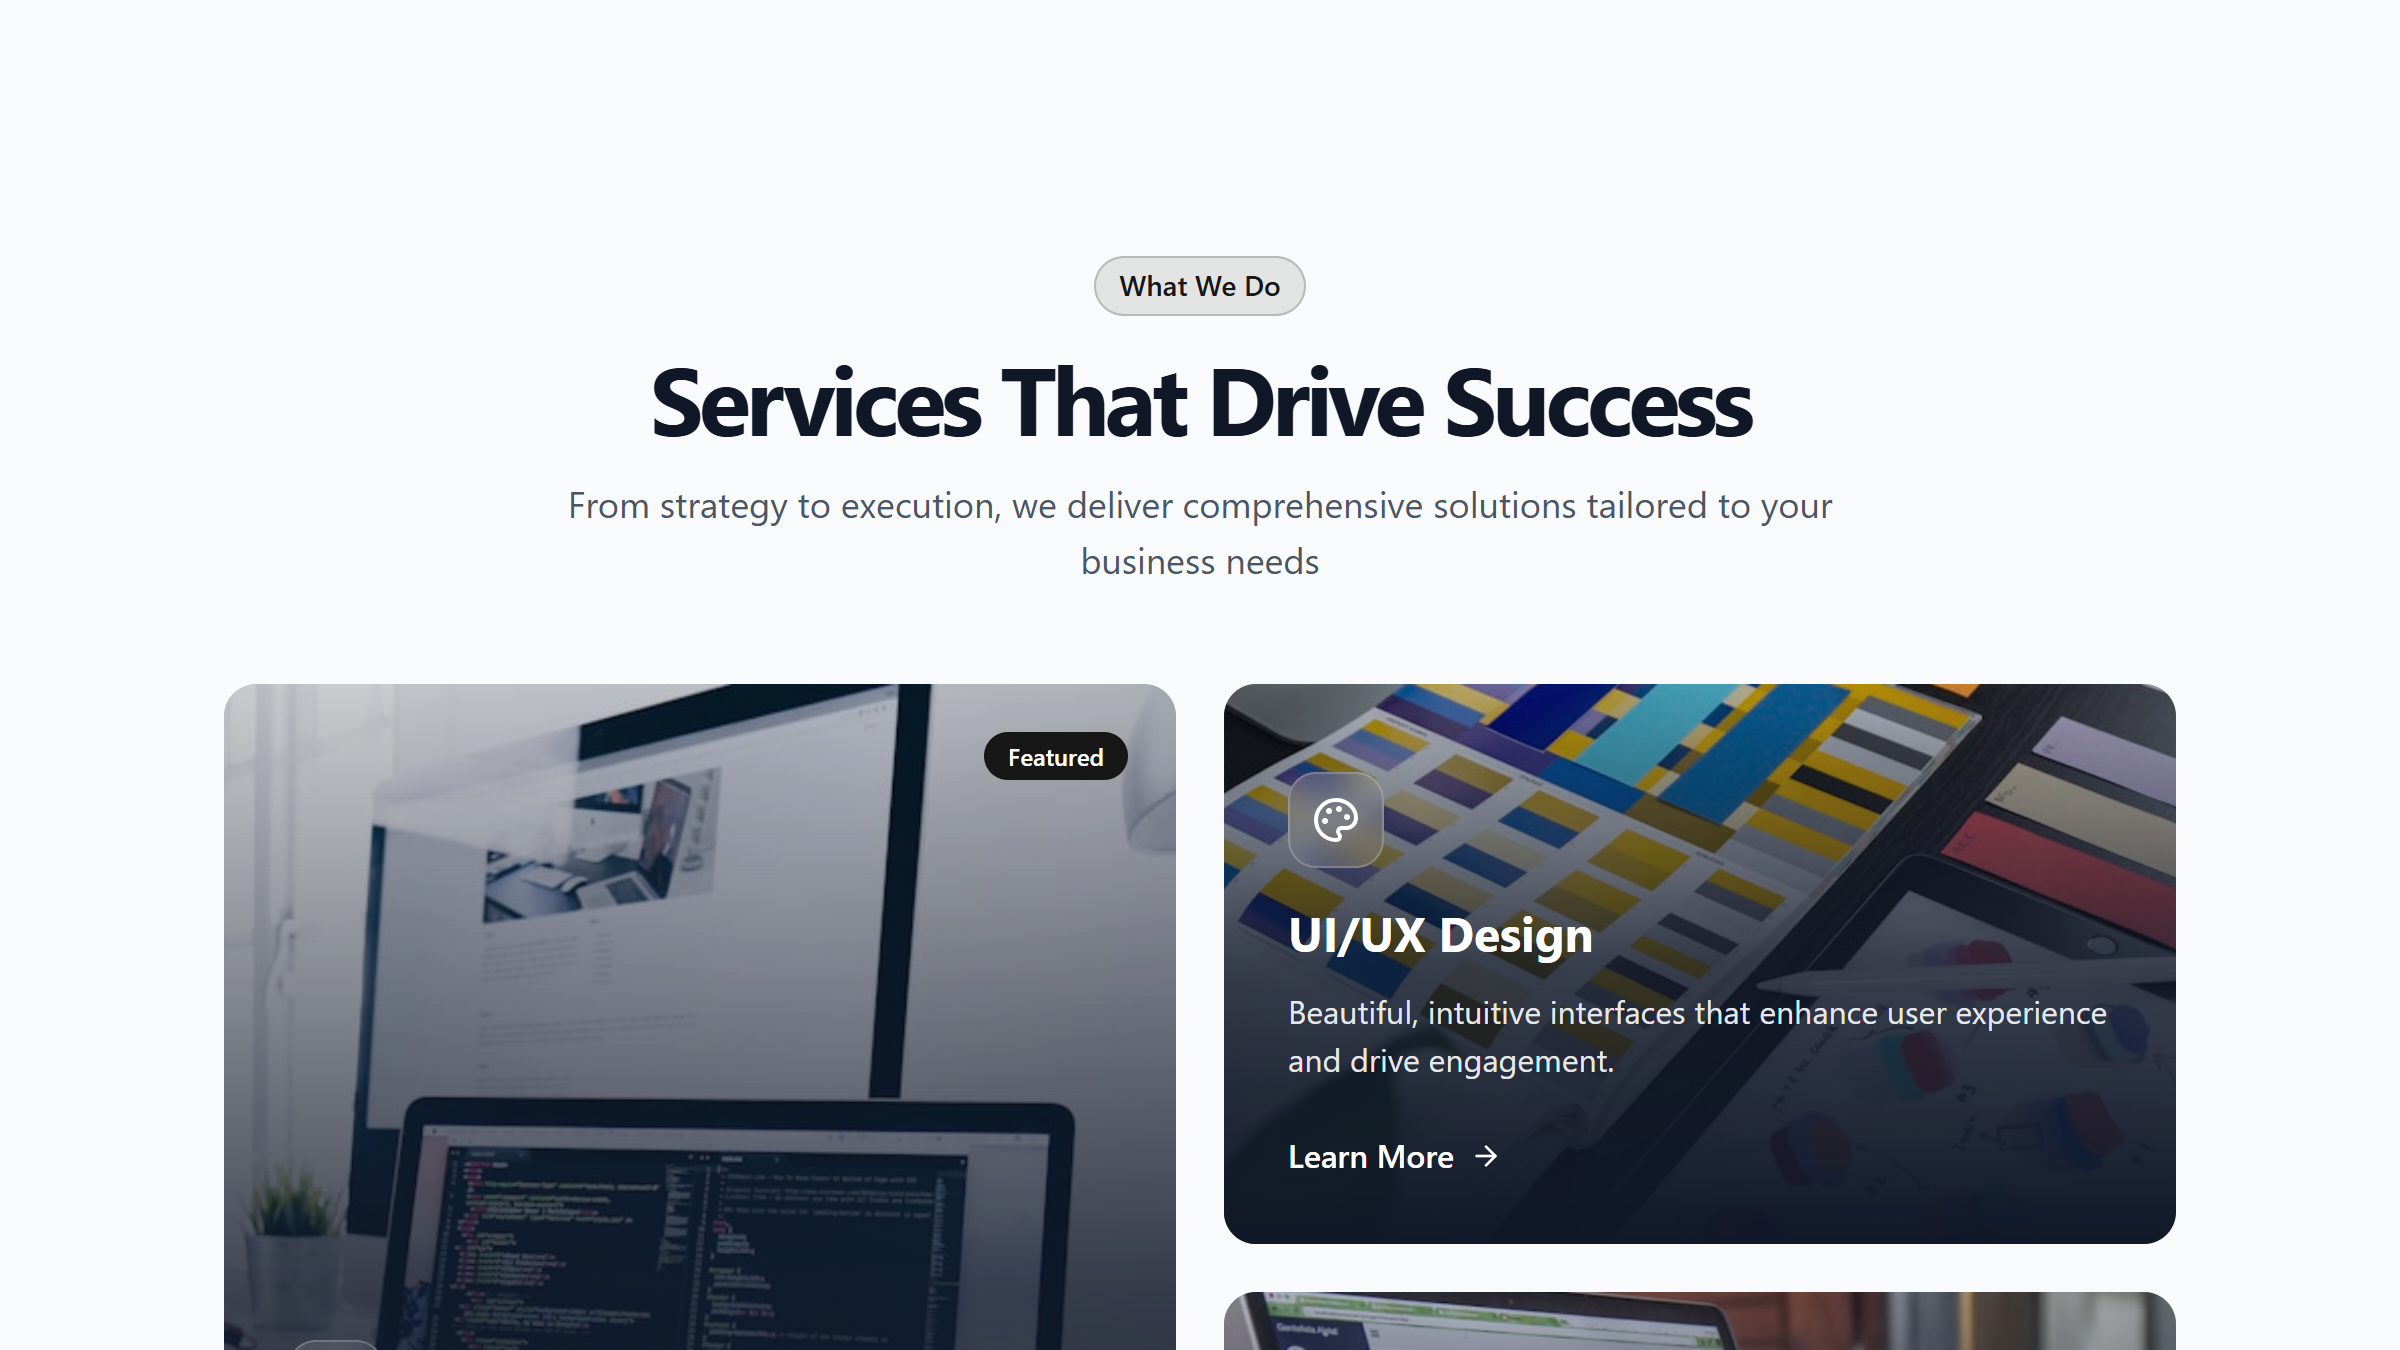 What We Do
Services That Drive Success
From strategy to execution, we deliver comprehensive solutions tailored to your
business needs
Featured
UI/UX Design
Beautiful, intuitive interfaces that enhance user experience
and drive engagement.
Learn More